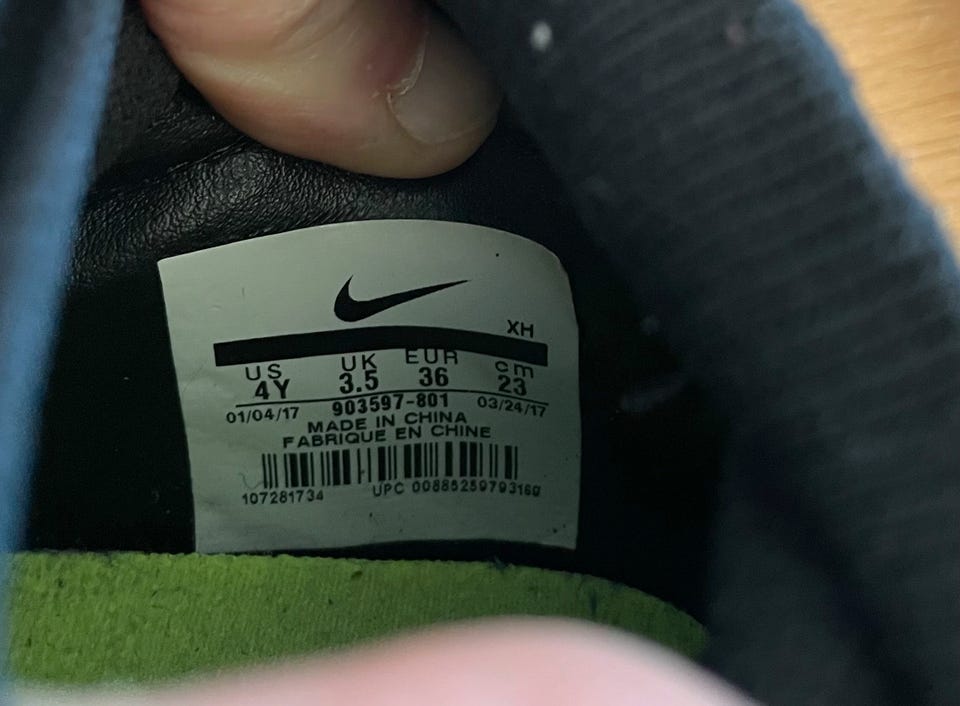 XH
US UK EUR cm
4Y 3.5 36 23
01/04/17 903597-801 03/24/17
MADE IN CHINA
FABRIQUE EN CHINE
107281734 UPC 00885259793169